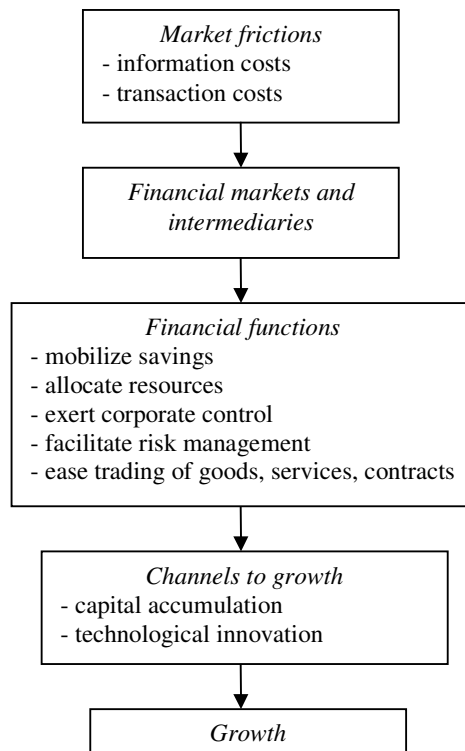 Market frictions
- information costs
- transaction costs
Financial markets and
intermediaries
Financial functions
- mobilize savings
- allocate resources
- exert corporate control
- facilitate risk management
- ease trading of goods, services, contracts
Channels to growth
- capital accumulation
- technological innovation
Growth